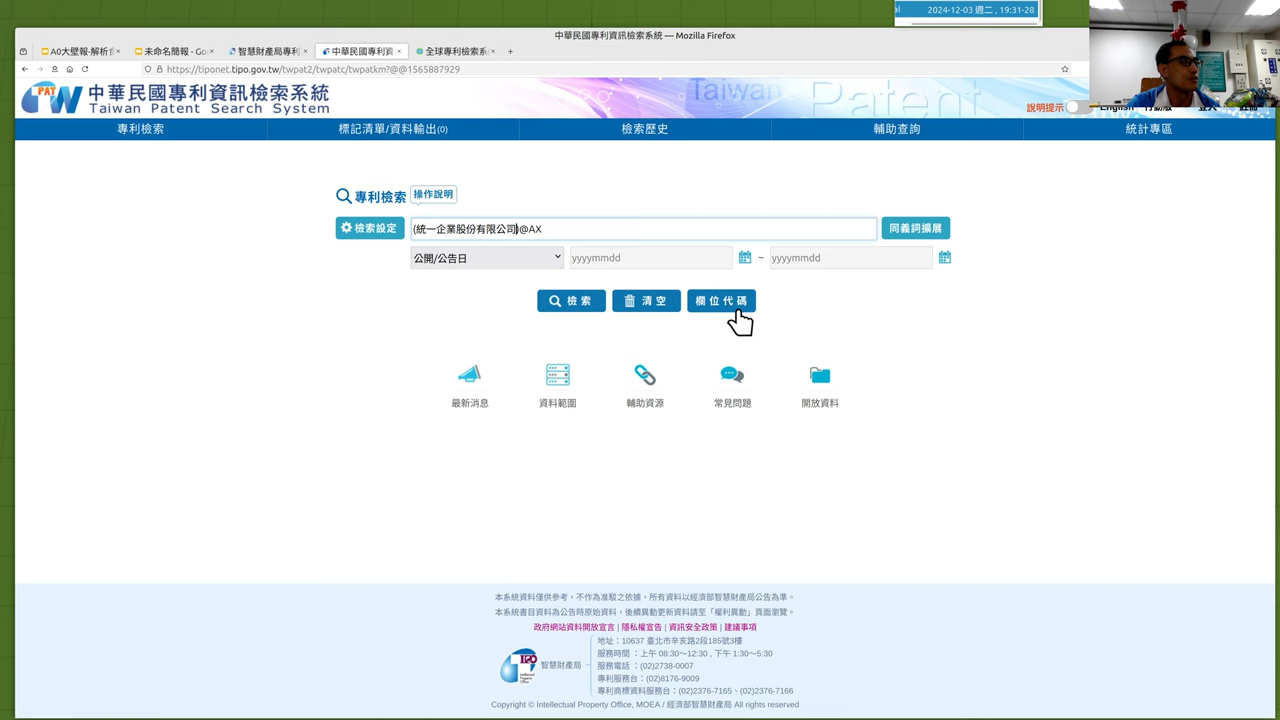 al 2024-12-03 週二 , 19:31-28
中華民國專利資訊檢索系統 — Mozilla Firefox
A0大壁報-解析
未命名簡報 - Go
智慧財產局專利
中華民國專利資
全球專利檢索系
https://tiponet.tipo.gov.tw/twpat2/twpatc/twpatkm?@@1565887929
PAT TW 中華民國專利資訊檢索系統
Taiwan Patent Search System
Taiwan Patent
說明提示
專利檢索 標記清單/資料輸出(0) 檢索歷史 輔助查詢 統計專區
專利檢索 操作說明
檢索設定 (統一企業股份有限公司)@AX 同義詞擴展
公開/公告日 yyyymmdd ~ yyyymmdd
檢 索 清 空 欄 位 代 碼
最新消息 資料範圍 輔助資源 常見問題 開放資料
本系統資料僅供參考，不作為准駁之依據，所有資料以經濟部智慧財產局公告為準。
本系統書目資料為公告時原始資料，後續異動更新資料請至「權利異動」頁面瀏覽。
政府網站資料開放宣言 | 隱私權宣告 | 資訊安全政策 | 建議事項
TIPO 智慧財產局
地址：10637 臺北市辛亥路2段185號3樓
服務時間 ：上午 08:30～12:30 , 下午 1:30～5:30
服務電話 ：(02)2738-0007
專利服務台：(02)8176-9009
專利商標資料服務台：(02)2376-7165、(02)2376-7166
Copyright © Intellectual Property Office, MOEA / 經濟部智慧財產局 All rights reserved